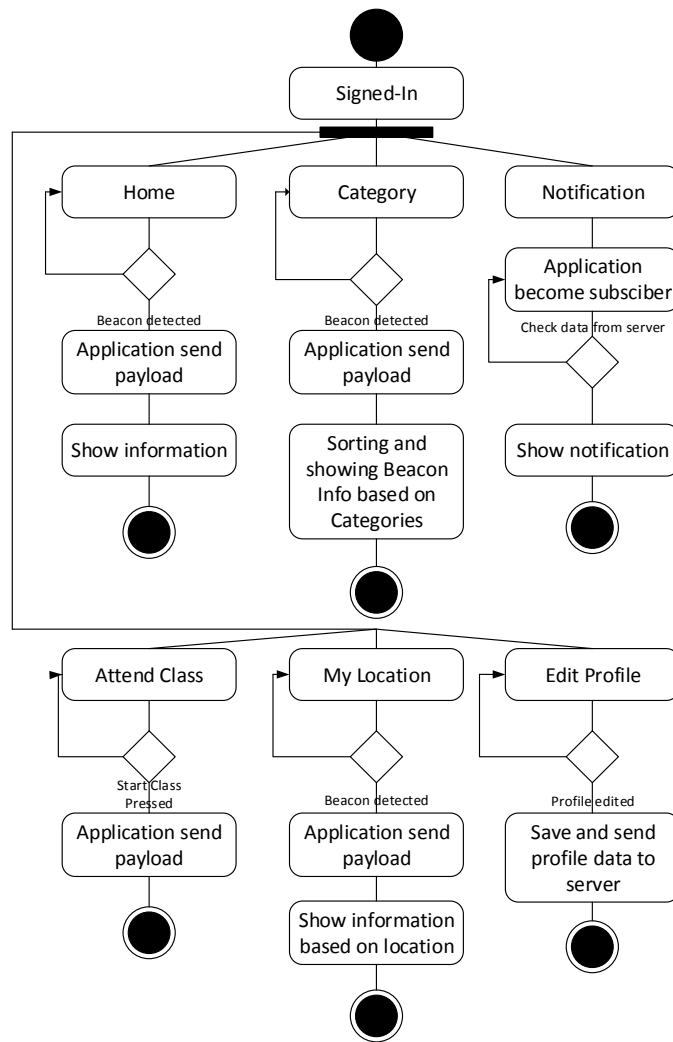 Signed-In
Home
Category
Notification
Application
become subsciber
Beacon detected
Beacon detected
Check data from server
Application send
payload
Application send
payload
Show information
Sorting and
showing Beacon
Info based on
Categories
Show notification
Attend Class
My Location
Edit Profile
Start Class
Pressed
Beacon detected
Profile edited
Application send
payload
Application send
payload
Save and send
profile data to
server
Show information
based on location